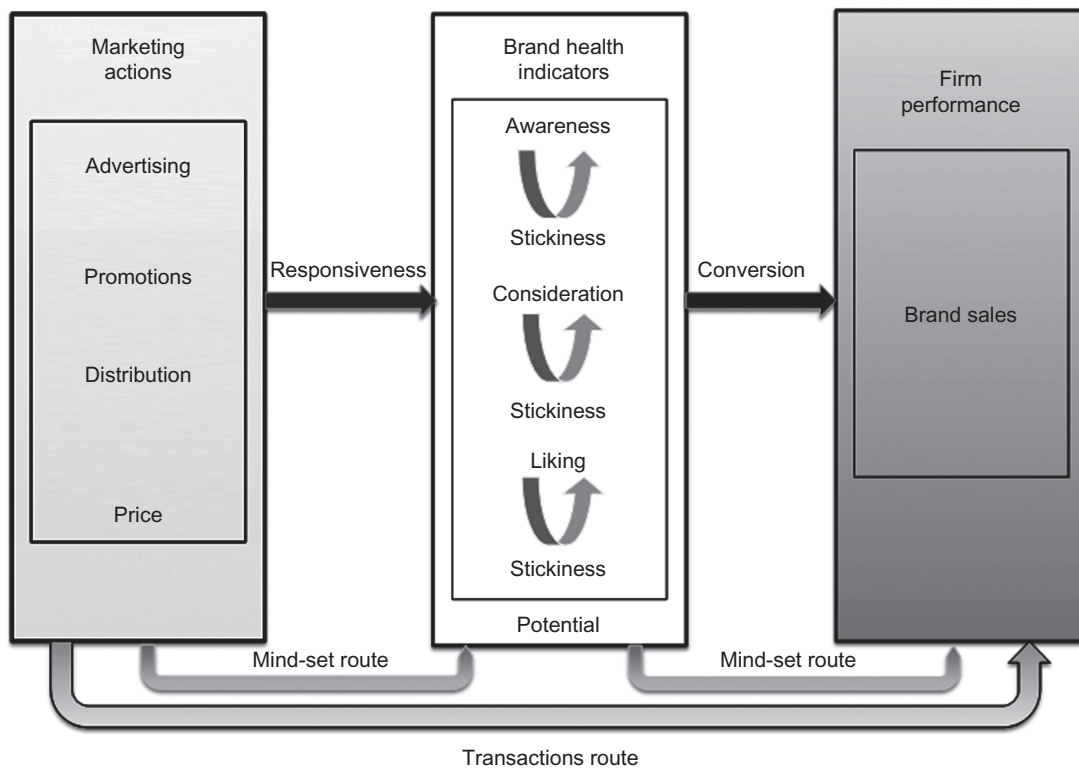 Marketing
actions
Advertising
Promotions
Distribution
Price
Responsiveness
Brand health
indicators
Awareness
Stickiness
Consideration
Stickiness
Liking
Stickiness
Potential
Conversion
Firm
performance
Brand sales
Mind-set route
Mind-set route
Transactions route